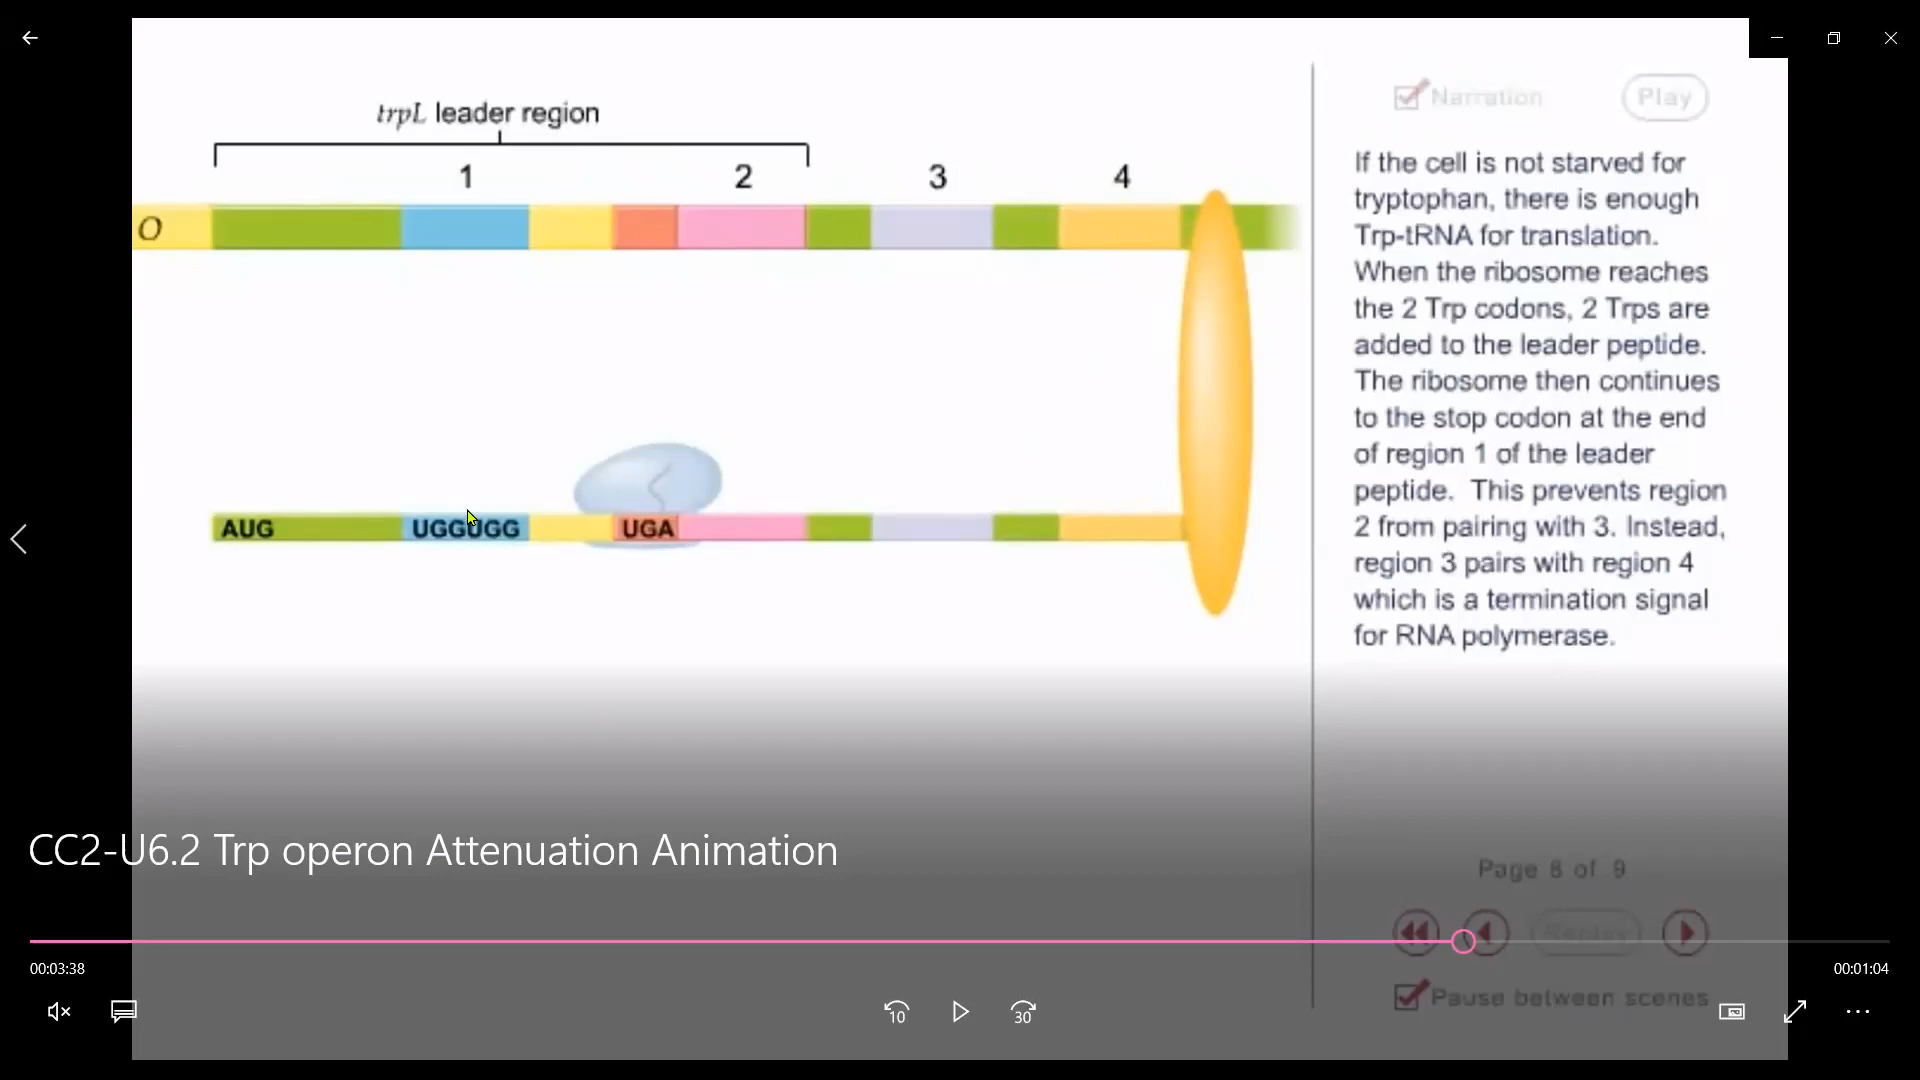 trpL leader region
1 2 3 4
O
AUG UGGUGG UGA
Narration Play
If the cell is not starved for
tryptophan, there is enough
Trp-tRNA for translation.
When the ribosome reaches
the 2 Trp codons, 2 Trps are
added to the leader peptide.
The ribosome then continues
to the stop codon at the end
of region 1 of the leader
peptide. This prevents region
2 from pairing with 3. Instead,
region 3 pairs with region 4
which is a termination signal
for RNA polymerase.
CC2-U6.2 Trp operon Attenuation Animation
Page 8 of 9
Replay
00:03:38 00:01:04
Pause between scenes
10 30